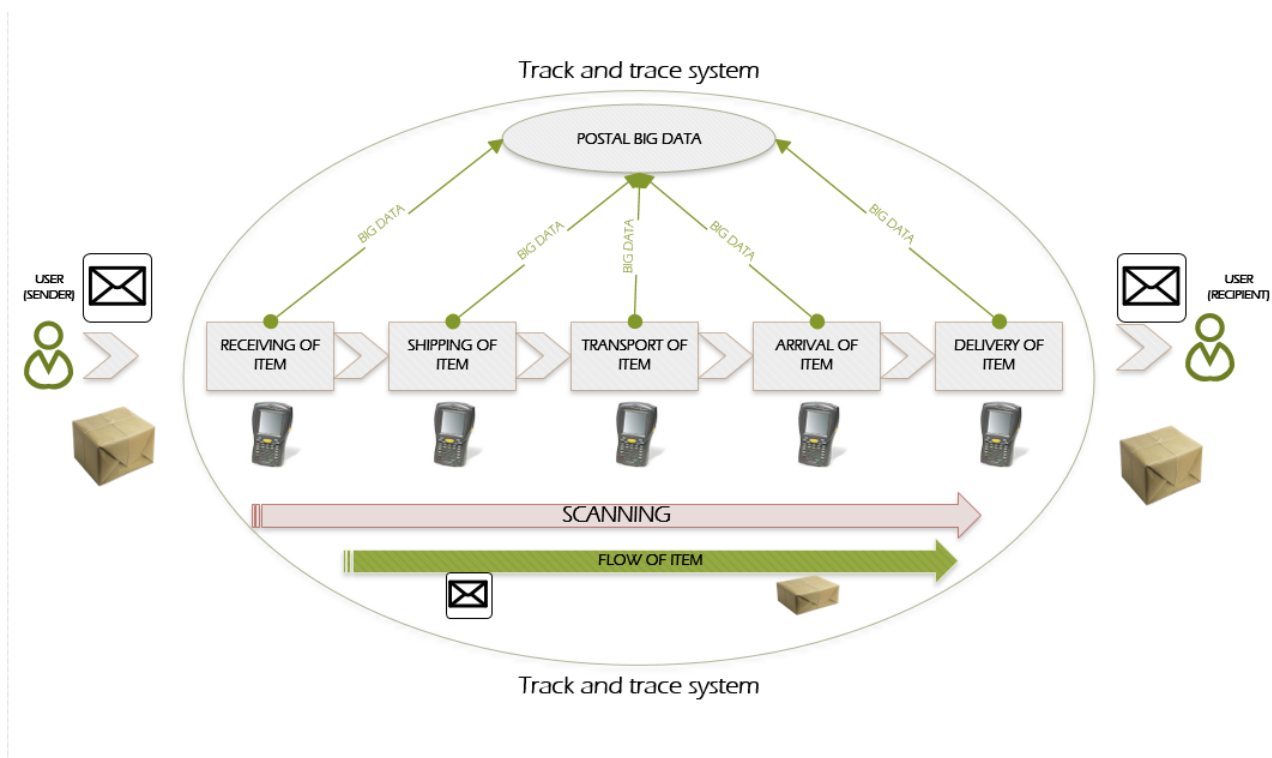 Track and trace system
POSTAL BIG DATA
BIG DATA
BIG DATA
BIG DATA
BIG DATA
BIG DATA
USER
(SENDER)
USER
(RECIPIENT)
RECEIVING OF
ITEM
SHIPPING OF
ITEM
TRANSPORT OF
ITEM
ARRIVAL OF
ITEM
DELIVERY OF
ITEM
SCANNING
FLOW OF ITEM
Track and trace system